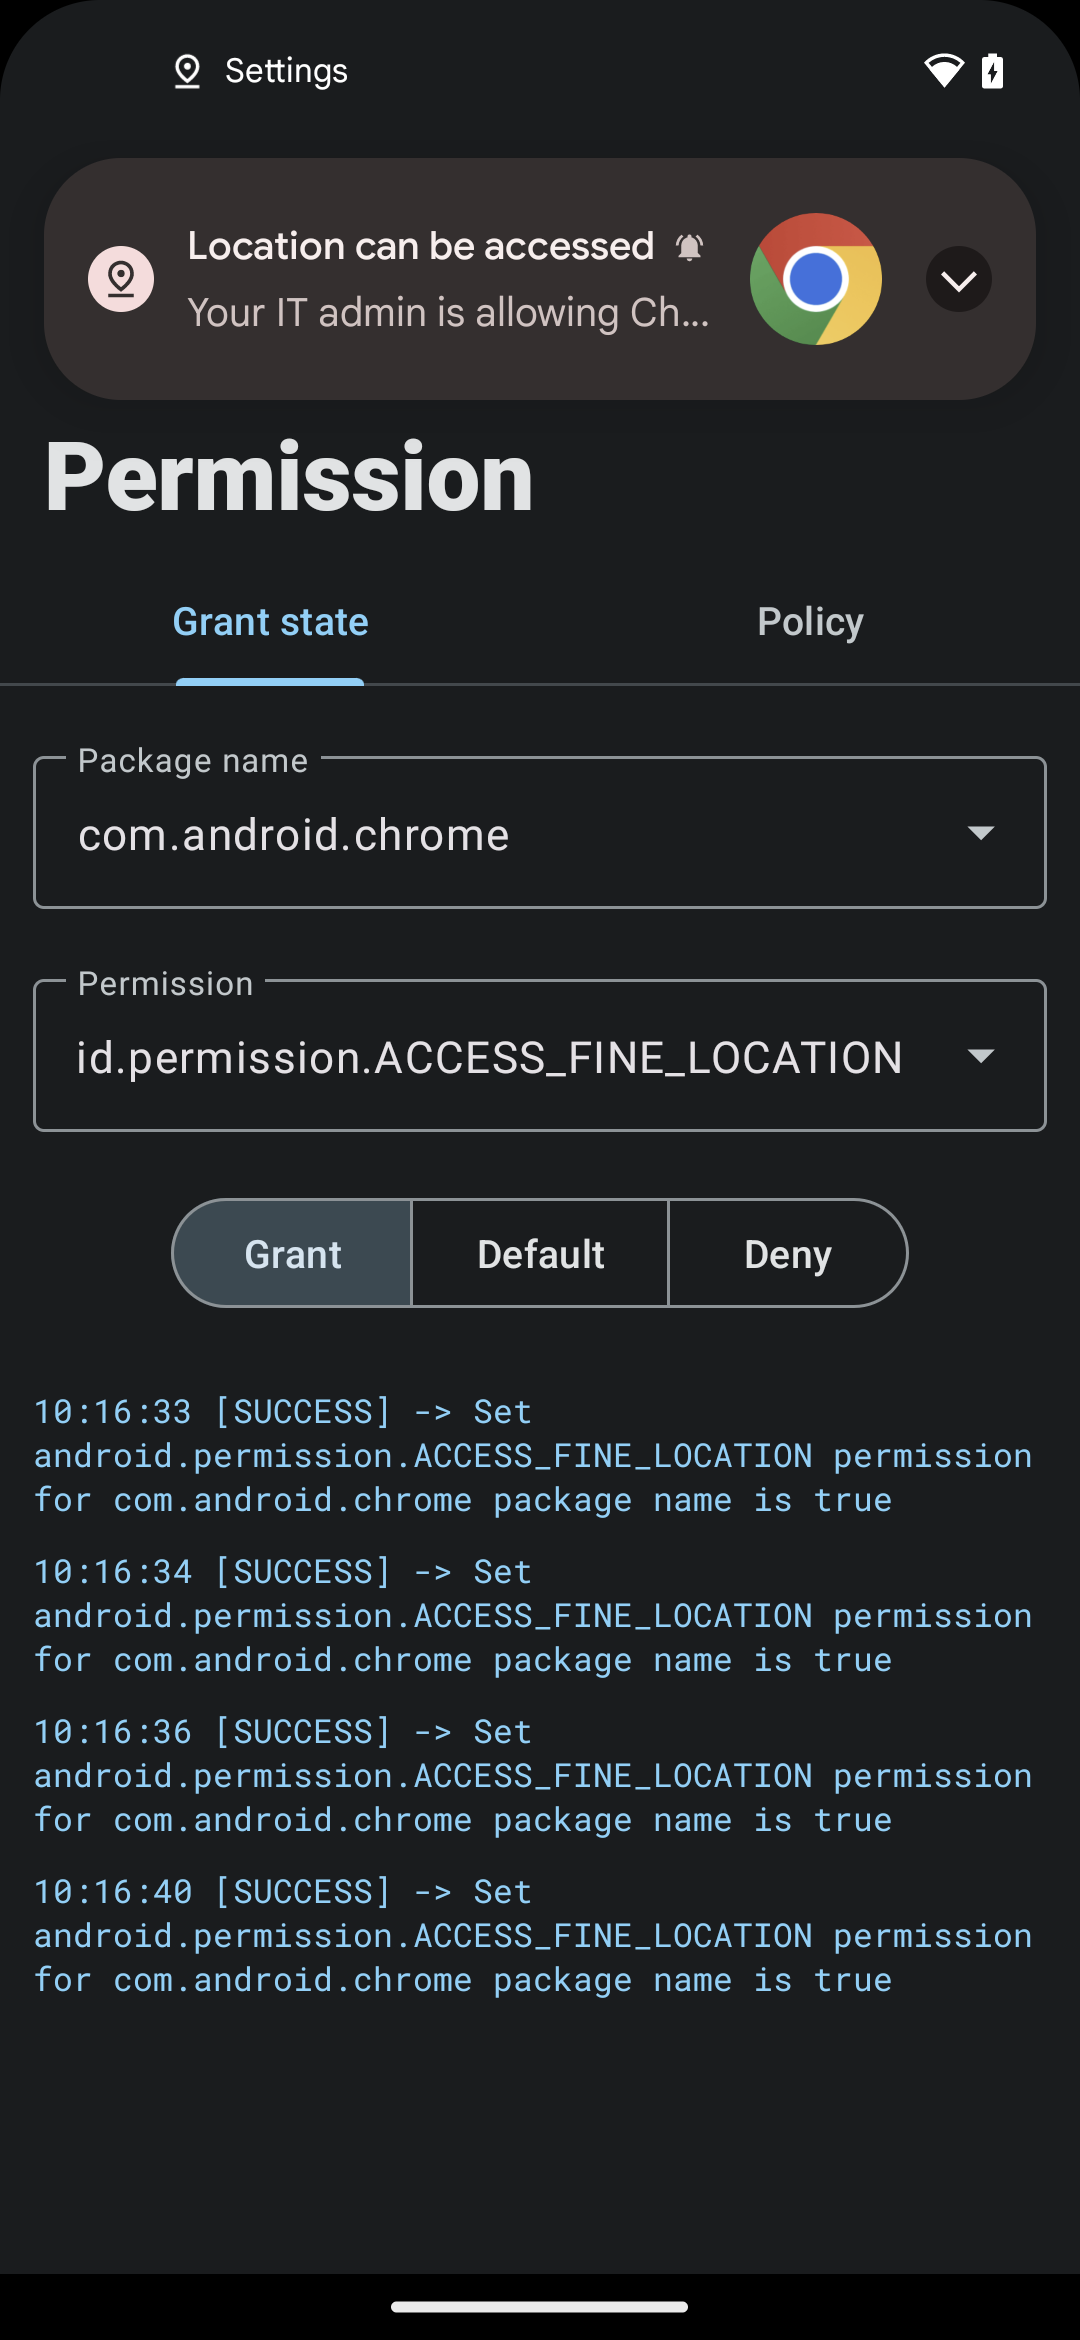 Settings
Location can be accessed
Your IT admin is allowing Ch...
Permission
Grant state
Policy
Package name
com.android.chrome
Permission
id.permission.ACCESS_FINE_LOCATION
Grant
Default
Deny
10:16:33 [SUCCESS] -> Set
android.permission.ACCESS_FINE_LOCATION permission
for com.android.chrome package name is true
10:16:34 [SUCCESS] -> Set
android.permission.ACCESS_FINE_LOCATION permission
for com.android.chrome package name is true
10:16:36 [SUCCESS] -> Set
android.permission.ACCESS_FINE_LOCATION permission
for com.android.chrome package name is true
10:16:40 [SUCCESS] -> Set
android.permission.ACCESS_FINE_LOCATION permission
for com.android.chrome package name is true